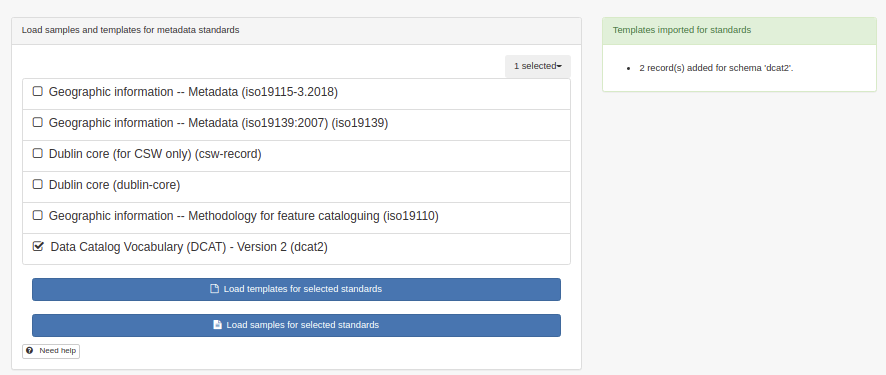 Load samples and templates for metadata standards
1 selected
Geographic information -- Metadata (iso19115-3.2018)
Geographic information -- Metadata (iso19139:2007) (iso19139)
Dublin core (for CSW only) (csw-record)
Dublin core (dublin-core)
Geographic information -- Methodology for feature cataloguing (iso19110)
Data Catalog Vocabulary (DCAT) - Version 2 (dcat2)
Load templates for selected standards
Load samples for selected standards
Need help
Templates imported for standards
2 record(s) added for schema 'dcat2'.